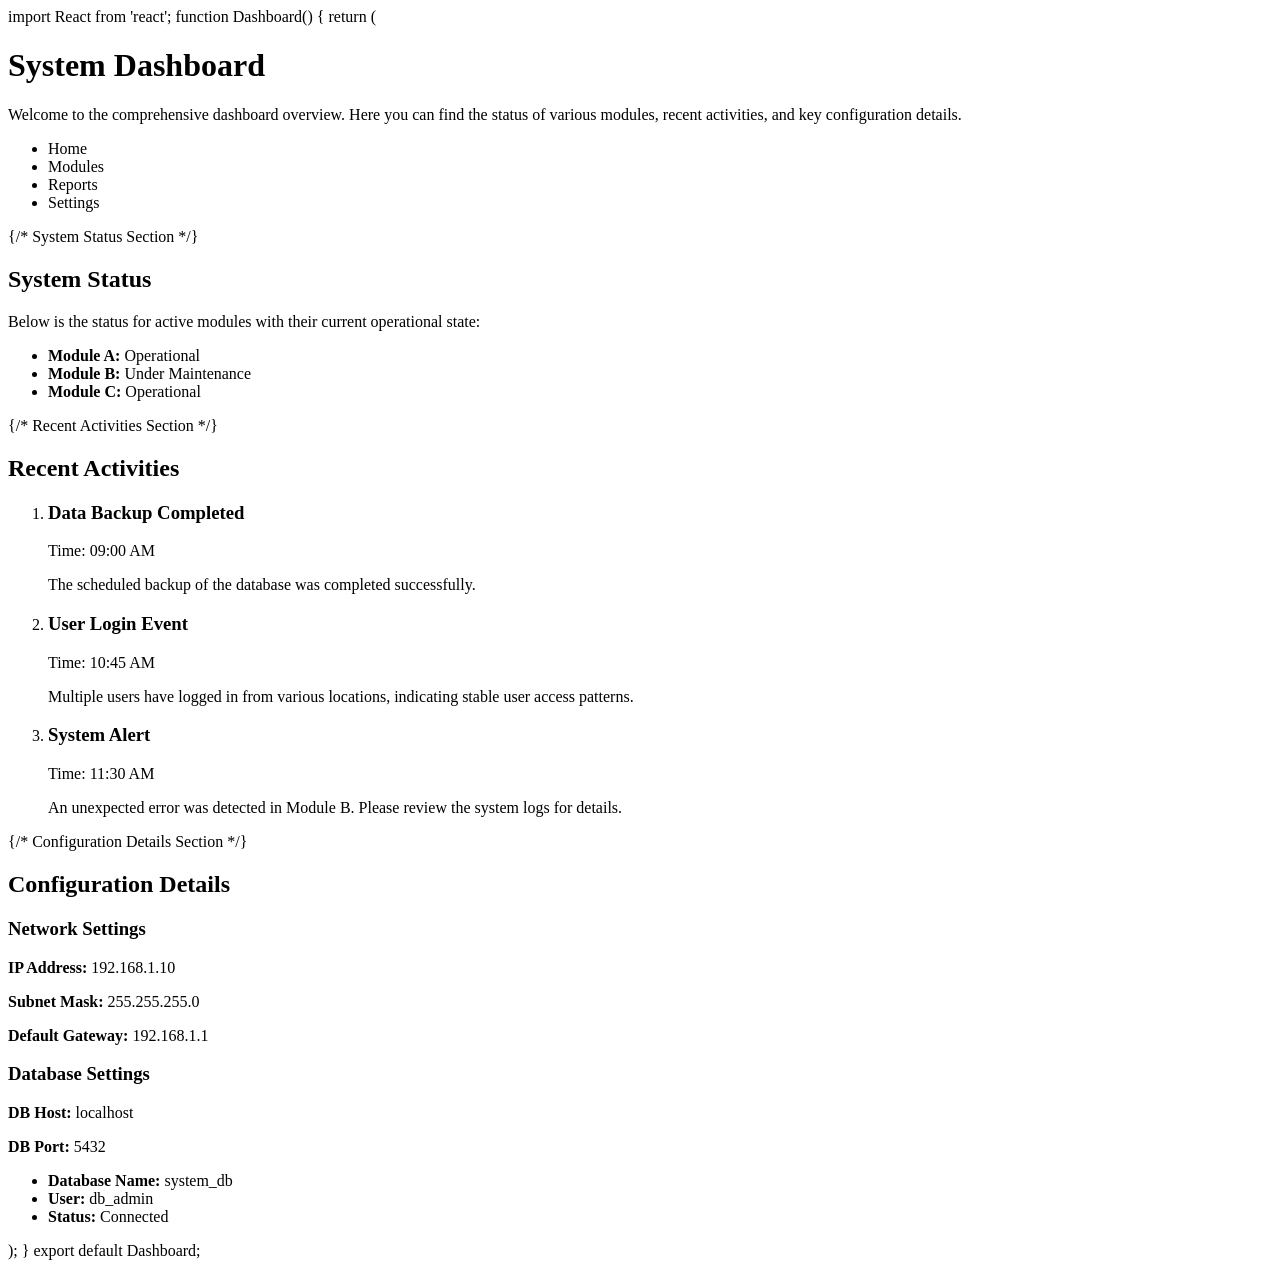 import React from 'react'; function Dashboard() { return (
System Dashboard
Welcome to the comprehensive dashboard overview. Here you can find the status of various modules, recent activities, and key configuration details.
Home
Modules
Reports
Settings
{/* System Status Section */}
System Status
Below is the status for active modules with their current operational state:
Module A: Operational
Module B: Under Maintenance
Module C: Operational
{/* Recent Activities Section */}
Recent Activities
1. Data Backup Completed
Time: 09:00 AM
The scheduled backup of the database was completed successfully.
2. User Login Event
Time: 10:45 AM
Multiple users have logged in from various locations, indicating stable user access patterns.
3. System Alert
Time: 11:30 AM
An unexpected error was detected in Module B. Please review the system logs for details.
{/* Configuration Details Section */}
Configuration Details
Network Settings
IP Address: 192.168.1.10
Subnet Mask: 255.255.255.0
Default Gateway: 192.168.1.1
Database Settings
DB Host: localhost
DB Port: 5432
Database Name: system_db
User: db_admin
Status: Connected
); } export default Dashboard;